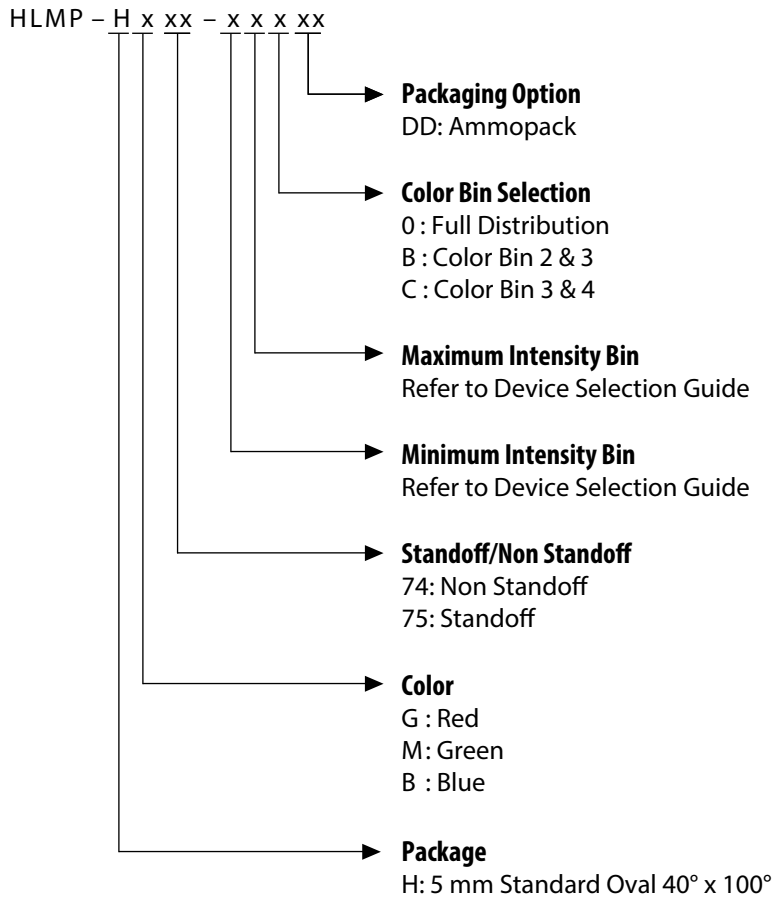 HLMP – H x xx – x x x xx
Packaging Option
DD: Ammopack
Color Bin Selection
0 : Full Distribution
B : Color Bin 2 & 3
C : Color Bin 3 & 4
Maximum Intensity Bin
Refer to Device Selection Guide
Minimum Intensity Bin
Refer to Device Selection Guide
Standoff/Non Standoff
74: Non Standoff
75: Standoff
Color
G : Red
M: Green
B : Blue
Package
H: 5 mm Standard Oval 40° x 100°